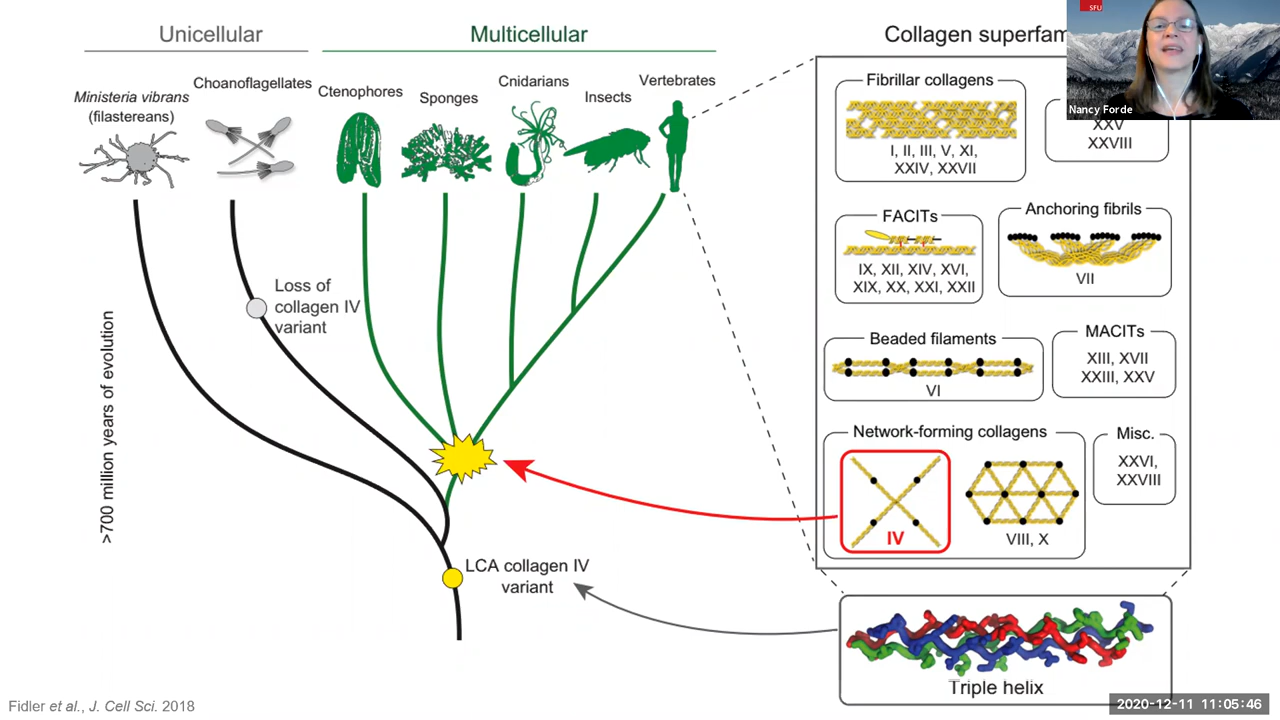 Unicellular
Multicellular
Ministeria vibrans
(filastereans)
Choanoflagellates
Ctenophores
Sponges
Cnidarians
Insects
Vertebrates
Loss of
collagen IV
variant
>700 million years of evolution
LCA collagen IV
variant
Collagen superfam
SFU
Nancy Forde
Fibrillar collagens
I, II, III, V, XI,
XXIV, XXVII
XXV
XXVIII
FACITs
IX, XII, XIV, XVI,
XIX, XX, XXI, XXII
Anchoring fibrils
VII
Beaded filaments
VI
MACITs
XIII, XVII
XXIII, XXV
Network-forming collagens
IV
VIII, X
Misc.
XXVI,
XXVIII
Triple helix
Fidler et al., J. Cell Sci. 2018
2020-12-11 11:05:46